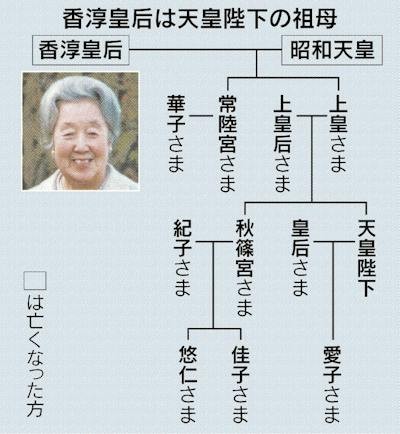 香淳皇后は天皇陛下の祖母
香淳皇后
昭和天皇
上皇さま
上皇后さま
常陸宮さま
華子さま
天皇陛下
皇后さま
秋篠宮さま
紀子さま
愛子さま
佳子さま
悠仁さま
□は亡くなった方